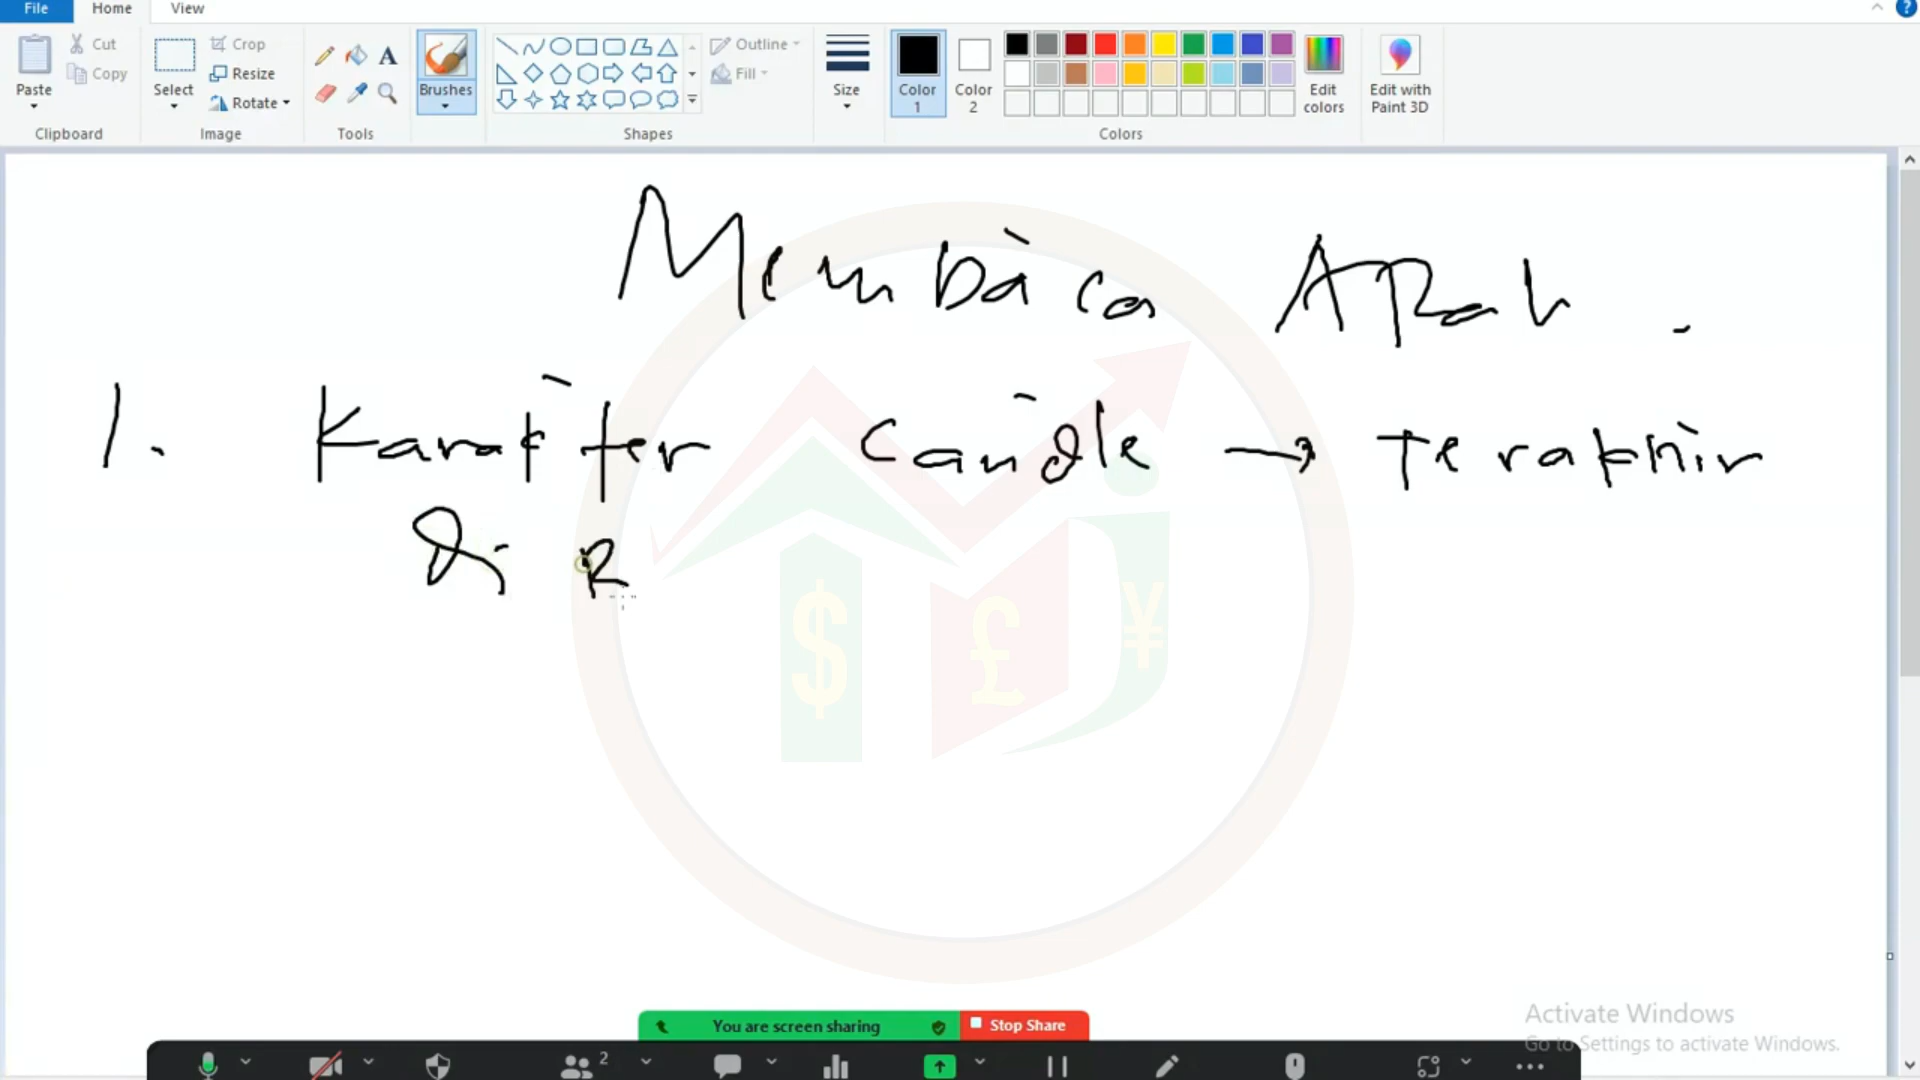 File Home View
Paste Cut Copy Clipboard
Select Crop Resize Rotate Image
A Tools
Brushes
Shapes
Outline Fill
Size
Color 1 Color 2 Edit colors Colors
Edit with Paint 3D
Membaca ARah.
1. Karakter Candle → Terakhir
di R
$ £ ¥
Activate Windows
Go to Settings to activate Windows.
You are screen sharing Stop Share
2